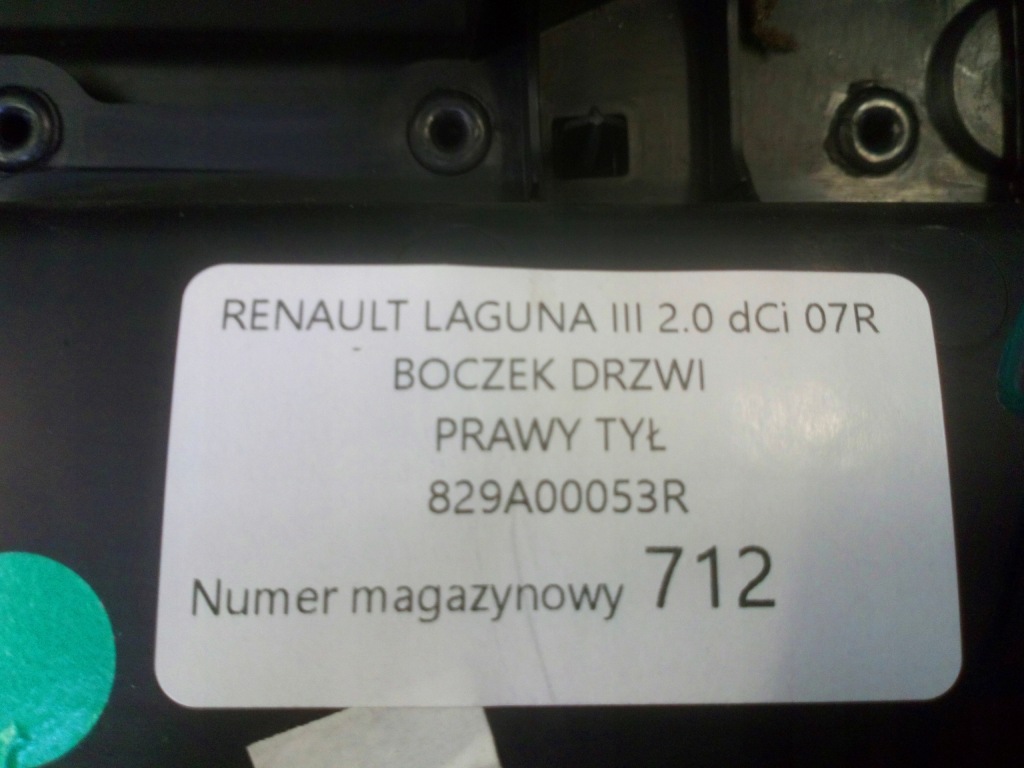 RENAULT LAGUNA III 2.0 dCi 07R
BOCZEK DRZWI
PRAWY TYŁ
829A00053R
Numer magazynowy 712